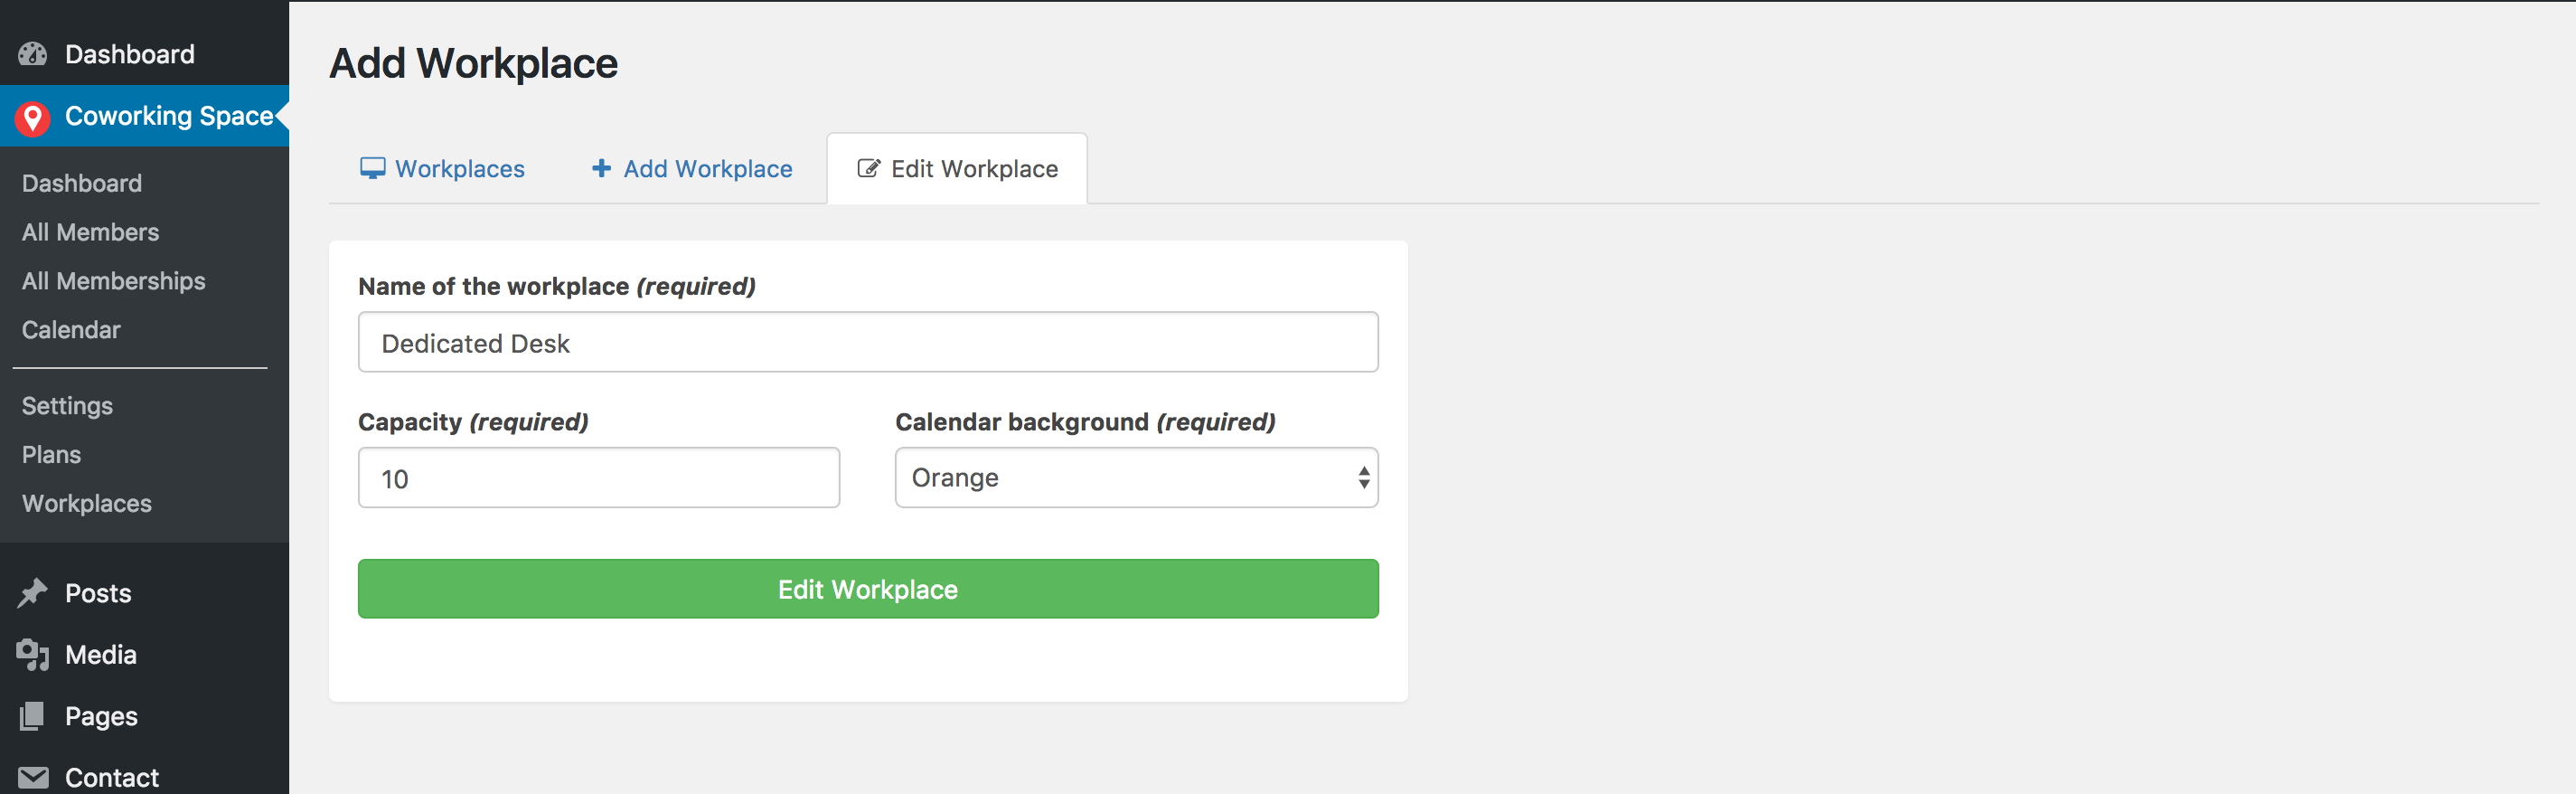 Dashboard
Coworking Space
Dashboard
All Members
All Memberships
Calendar
Settings
Plans
Workplaces
Posts
Media
Pages
Contact
Add Workplace
Workplaces
Add Workplace
Edit Workplace
Name of the workplace (required)
Dedicated Desk
Capacity (required)
Calendar background (required)
10
Orange
Edit Workplace